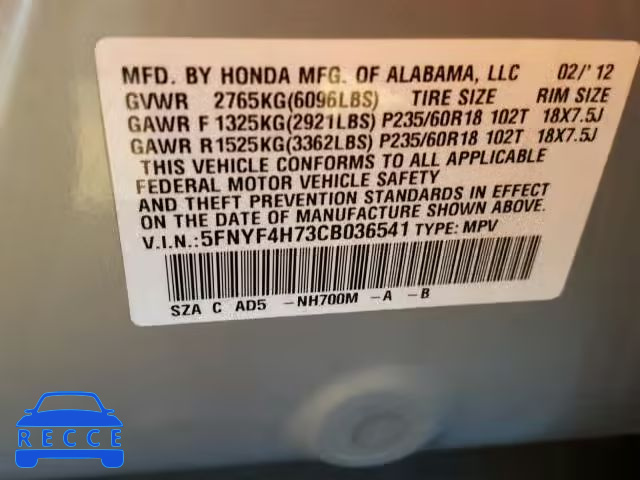 MFD. BY HONDA MFG. OF ALABAMA, LLC 02/'12
GVWR 2765KG(6096LBS) TIRE SIZE RIM SIZE
GAWR F 1325KG(2921LBS) P235/60R18 102T 18X7.5J
GAWR R1525KG(3362LBS) P235/60R18 102T 18X7.5J
THIS VEHICLE CONFORMS TO ALL APPLICABLE
FEDERAL MOTOR VEHICLE SAFETY
AND THEFT PREVENTION STANDARDS IN EFFECT
ON THE DATE OF MANUFACTURE SHOWN ABOVE.
V.I.N.:5FNYF4H73CB036541 TYPE: MPV
SZA C AD5 -NH700M -A -B
RECCE